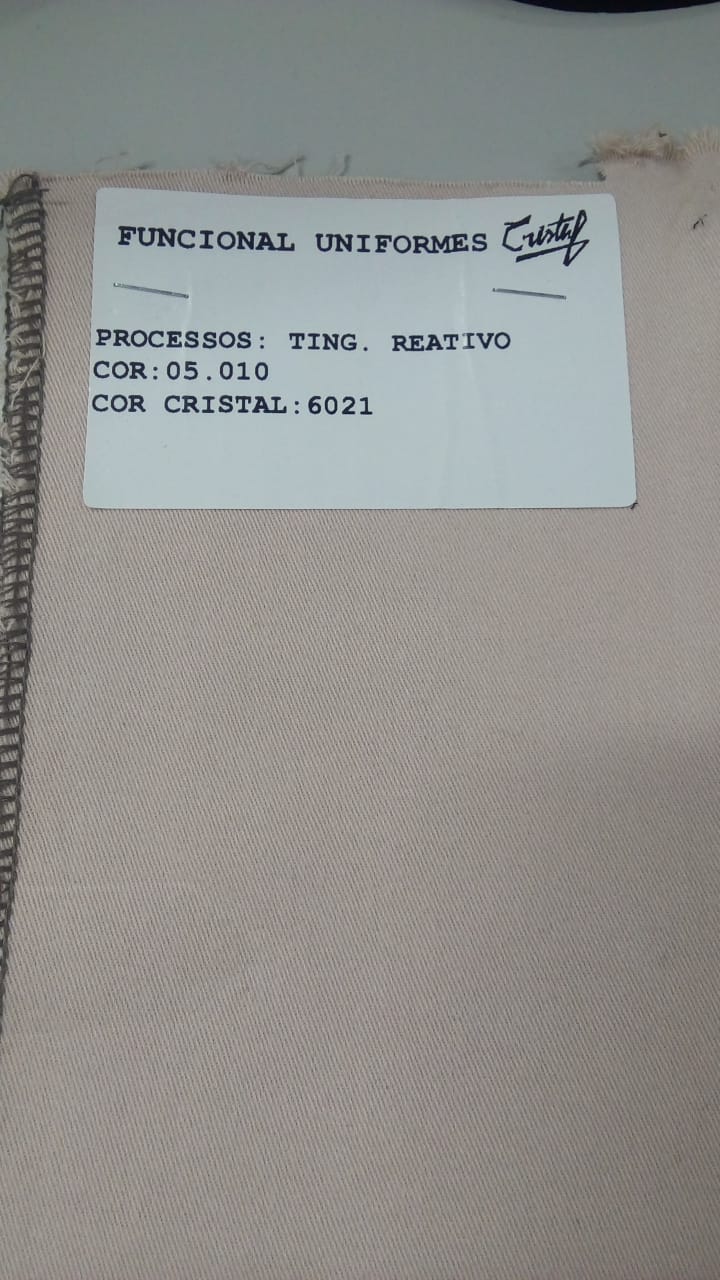 FUNCIONAL UNIFORMES Cristal
PROCESSOS: TING. REATIVO
COR:05.010
COR CRISTAL:6021